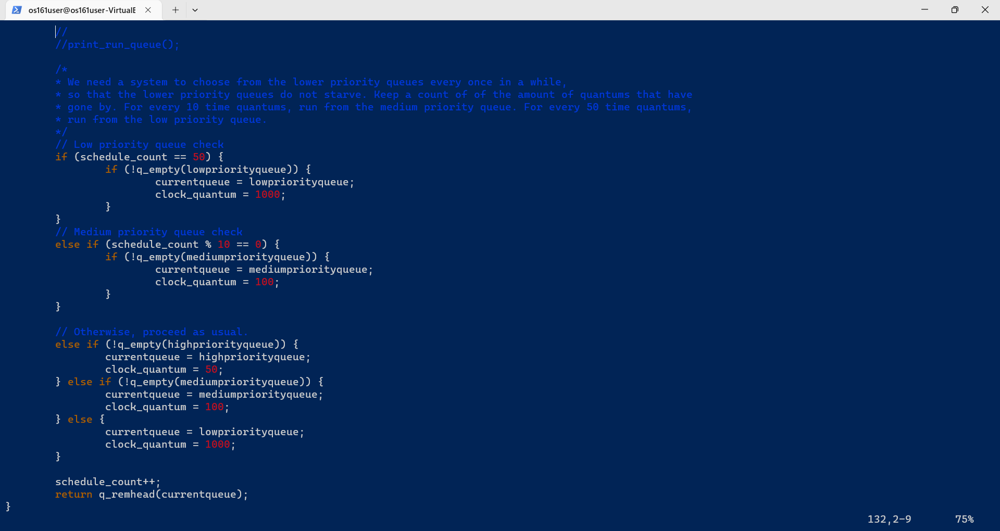 os161user@os161user-VirtualE
//
//print_run_queue();
/*
* We need a system to choose from the lower priority queues every once in a while,
* so that the lower priority queues do not starve. Keep a count of of the amount of quantums that have
* gone by. For every 10 time quantums, run from the medium priority queue. For every 50 time quantums,
* run from the low priority queue.
*/
// Low priority queue check
if (schedule_count == 50) {
if (!q_empty(lowpriorityqueue)) {
currentqueue = lowpriorityqueue;
clock_quantum = 1000;
}
}
// Medium priority queue check
else if (schedule_count % 10 == 0) {
if (!q_empty(mediumpriorityqueue)) {
currentqueue = mediumpriorityqueue;
clock_quantum = 100;
}
}
// Otherwise, proceed as usual.
else if (!q_empty(highpriorityqueue)) {
currentqueue = highpriorityqueue;
clock_quantum = 50;
} else if (!q_empty(mediumpriorityqueue)) {
currentqueue = mediumpriorityqueue;
clock_quantum = 100;
} else {
currentqueue = lowpriorityqueue;
clock_quantum = 1000;
}
schedule_count++;
return q_remhead(currentqueue);
}
132,2-9 75%